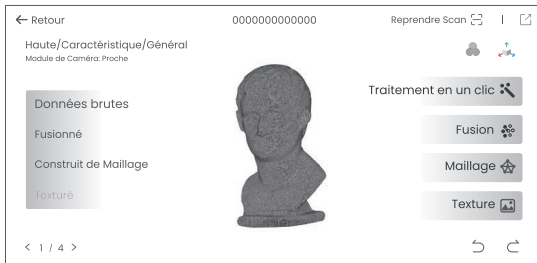 Retour
0000000000000
Reprendre Scan
Haute/Caractéristique/Général
Module de Caméra: Proche
Traitement en un clic
Données brutes
Fusion
Fusionné
Construit de Maillage
Maillage
Texturé
Texture
< 1 / 4 >